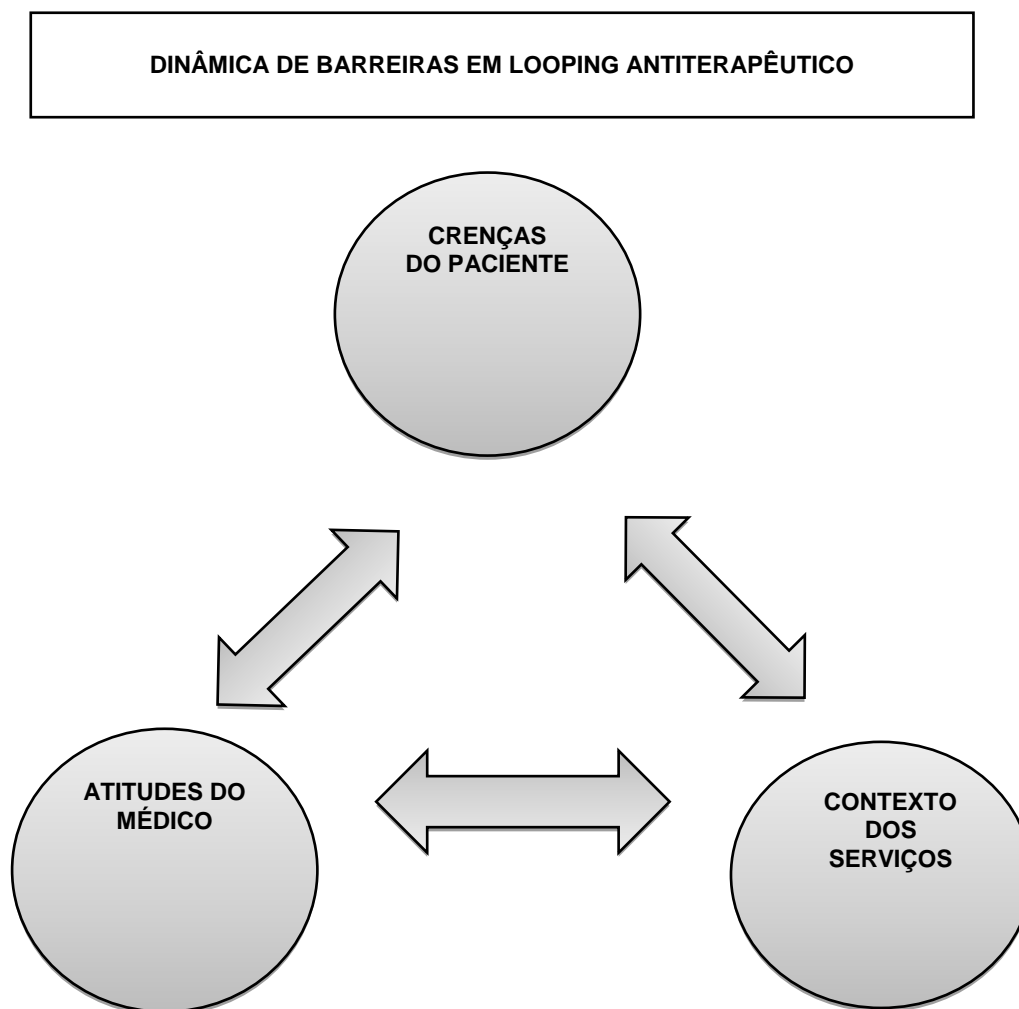 DINÂMICA DE BARREIRAS EM LOOPING ANTITERAPÊUTICO
CRENÇAS
DO PACIENTE
ATITUDES DO
MÉDICO
CONTEXTO
DOS
SERVIÇOS